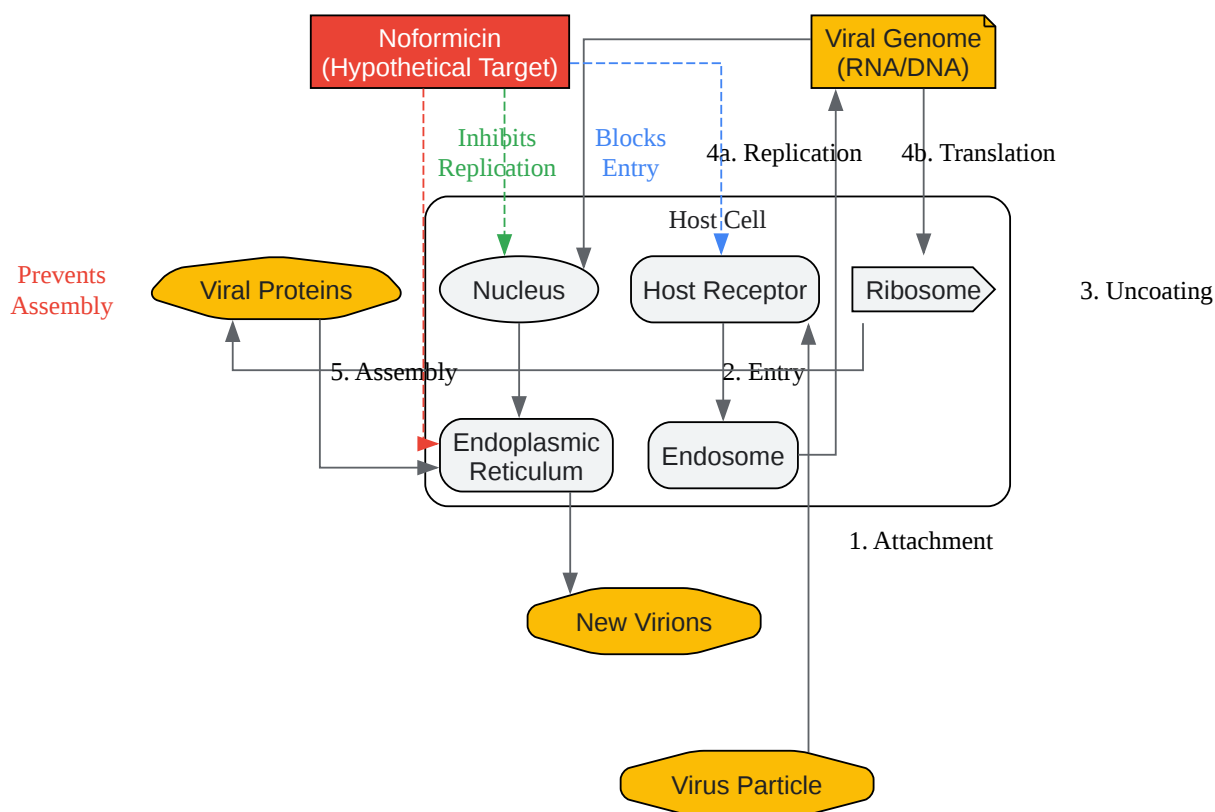 Noformicin
(Hypothetical Target)
Viral Genome
(RNA/DNA)
Inhibits
Replication
Blocks
Entry
4a. Replication
4b. Translation
Host Cell
Prevents
Assembly
Viral Proteins
Nucleus
Host Receptor
Ribosome
3. Uncoating
5. Assembly
2. Entry
Endoplasmic
Reticulum
Endosome
1. Attachment
New Virions
Virus Particle